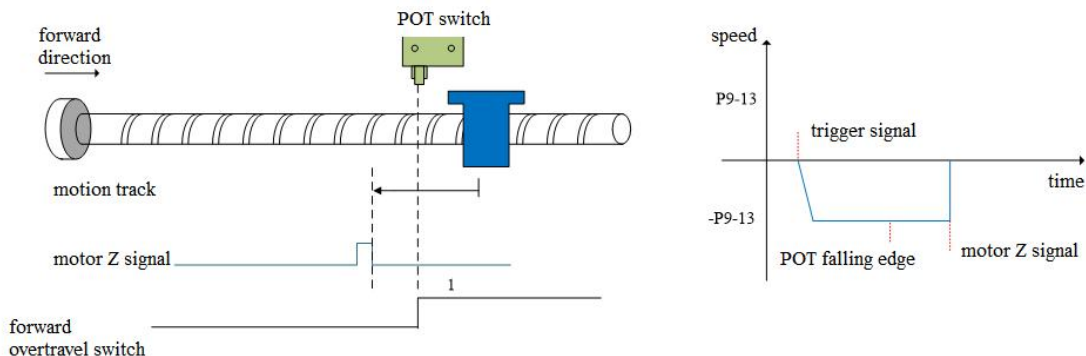 POT switch
forward
direction
motion track
motor Z signal
1
forward
overtravel switch
speed
P9-13
trigger signal
time
-P9-13
POT falling edge
motor Z signal